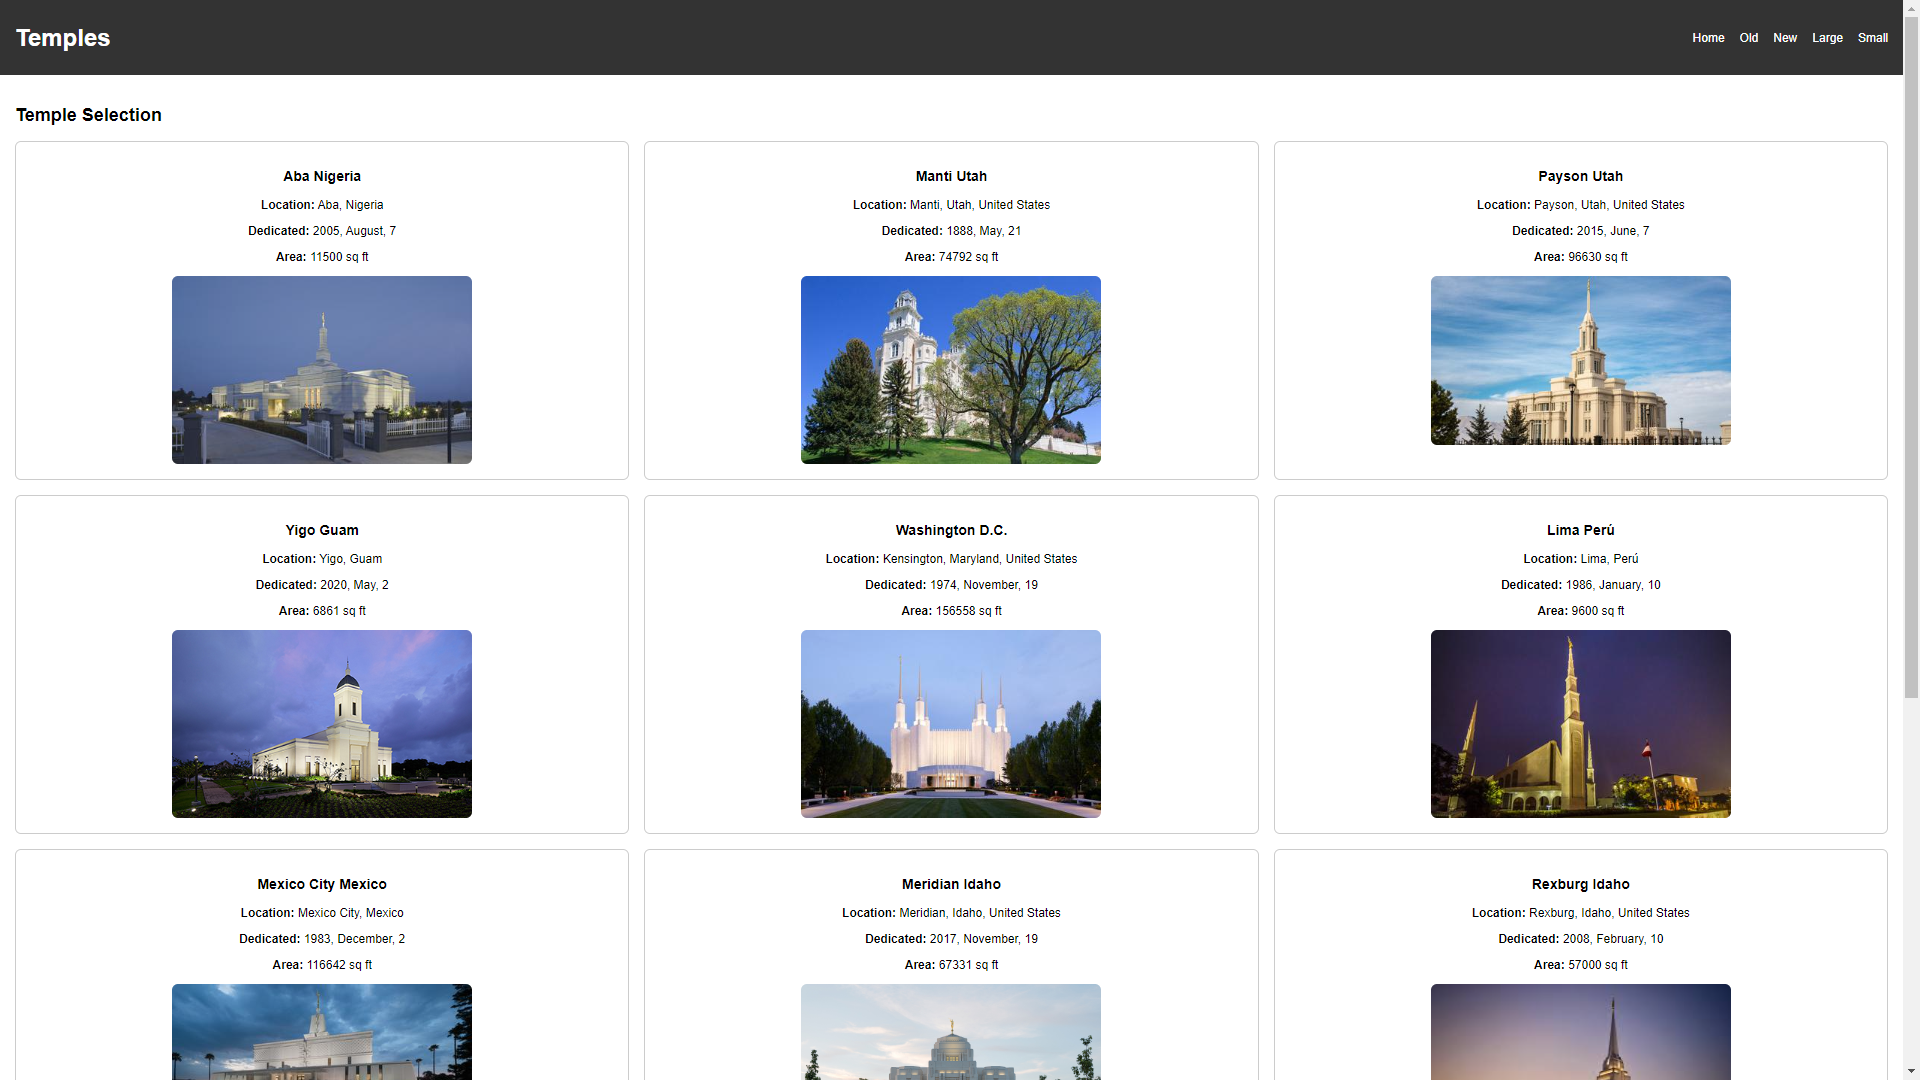 Temples
Home Old New Large Small
Temple Selection
Aba Nigeria
Location: Aba, Nigeria
Dedicated: 2005, August, 7
Area: 11500 sq ft
Manti Utah
Location: Manti, Utah, United States
Dedicated: 1888, May, 21
Area: 74792 sq ft
Payson Utah
Location: Payson, Utah, United States
Dedicated: 2015, June, 7
Area: 96630 sq ft
Yigo Guam
Location: Yigo, Guam
Dedicated: 2020, May, 2
Area: 6861 sq ft
Washington D.C.
Location: Kensington, Maryland, United States
Dedicated: 1974, November, 19
Area: 156558 sq ft
Lima Perú
Location: Lima, Perú
Dedicated: 1986, January, 10
Area: 9600 sq ft
Mexico City Mexico
Location: Mexico City, Mexico
Dedicated: 1983, December, 2
Area: 116642 sq ft
Meridian Idaho
Location: Meridian, Idaho, United States
Dedicated: 2017, November, 19
Area: 67331 sq ft
Rexburg Idaho
Location: Rexburg, Idaho, United States
Dedicated: 2008, February, 10
Area: 57000 sq ft